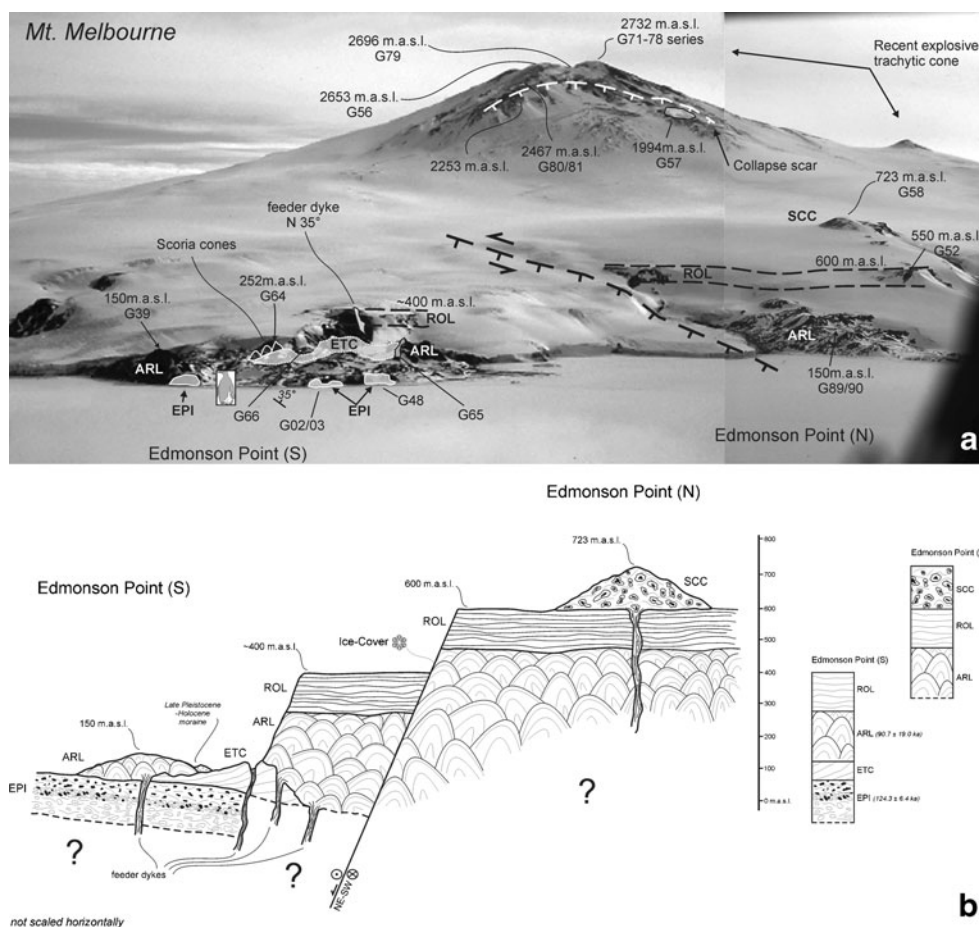 Mt. Melbourne
2696 m.a.s.l.
G79
2732 m.a.s.l.
G71-78 series
Recent explosive
trachytic cone
2653 m.a.s.l.
G56
2253 m.a.s.l.
2467 m.a.s.l.
G80/81
1994m.a.s.l.
G57
Collapse scar
723 m.a.s.l.
G58
SCC
feeder dyke
N 35°
Scoria cones
550 m.a.s.l.
G52
600 m.a.s.l.
ROL
252m.a.s.l.
G64
150m.a.s.l.
G39
~400 m.a.s.l.
ROL
ETC
ARL
ARL
ARL
150m.a.s.l.
G89/90
EPI
35°
EPI
G48
G65
G66
G02/03
Edmonson Point (S)
Edmonson Point (N)
a
Edmonson Point (N)
723 m.a.s.l.
SCC
Edmonson Point (S)
600 m.a.s.l.
ROL
Ice-Cover
~400 m.a.s.l.
ROL
Late Pleistocene
-Holocene
moraine
150 m.a.s.l.
ARL
ETC
ARL
ARL
EPI
?
?
?
feeder dykes
NE-SW
800
700
600
500
400
300
200
100
0 m.a.s.l.
Edmonson Point (
SCC
ROL
ARL
Edmonson Point (S)
ROL
ARL (90.7 ± 19.0 ka)
ETC
EPI (124.3 ± 6.4 ka)
not scaled horizontally
b